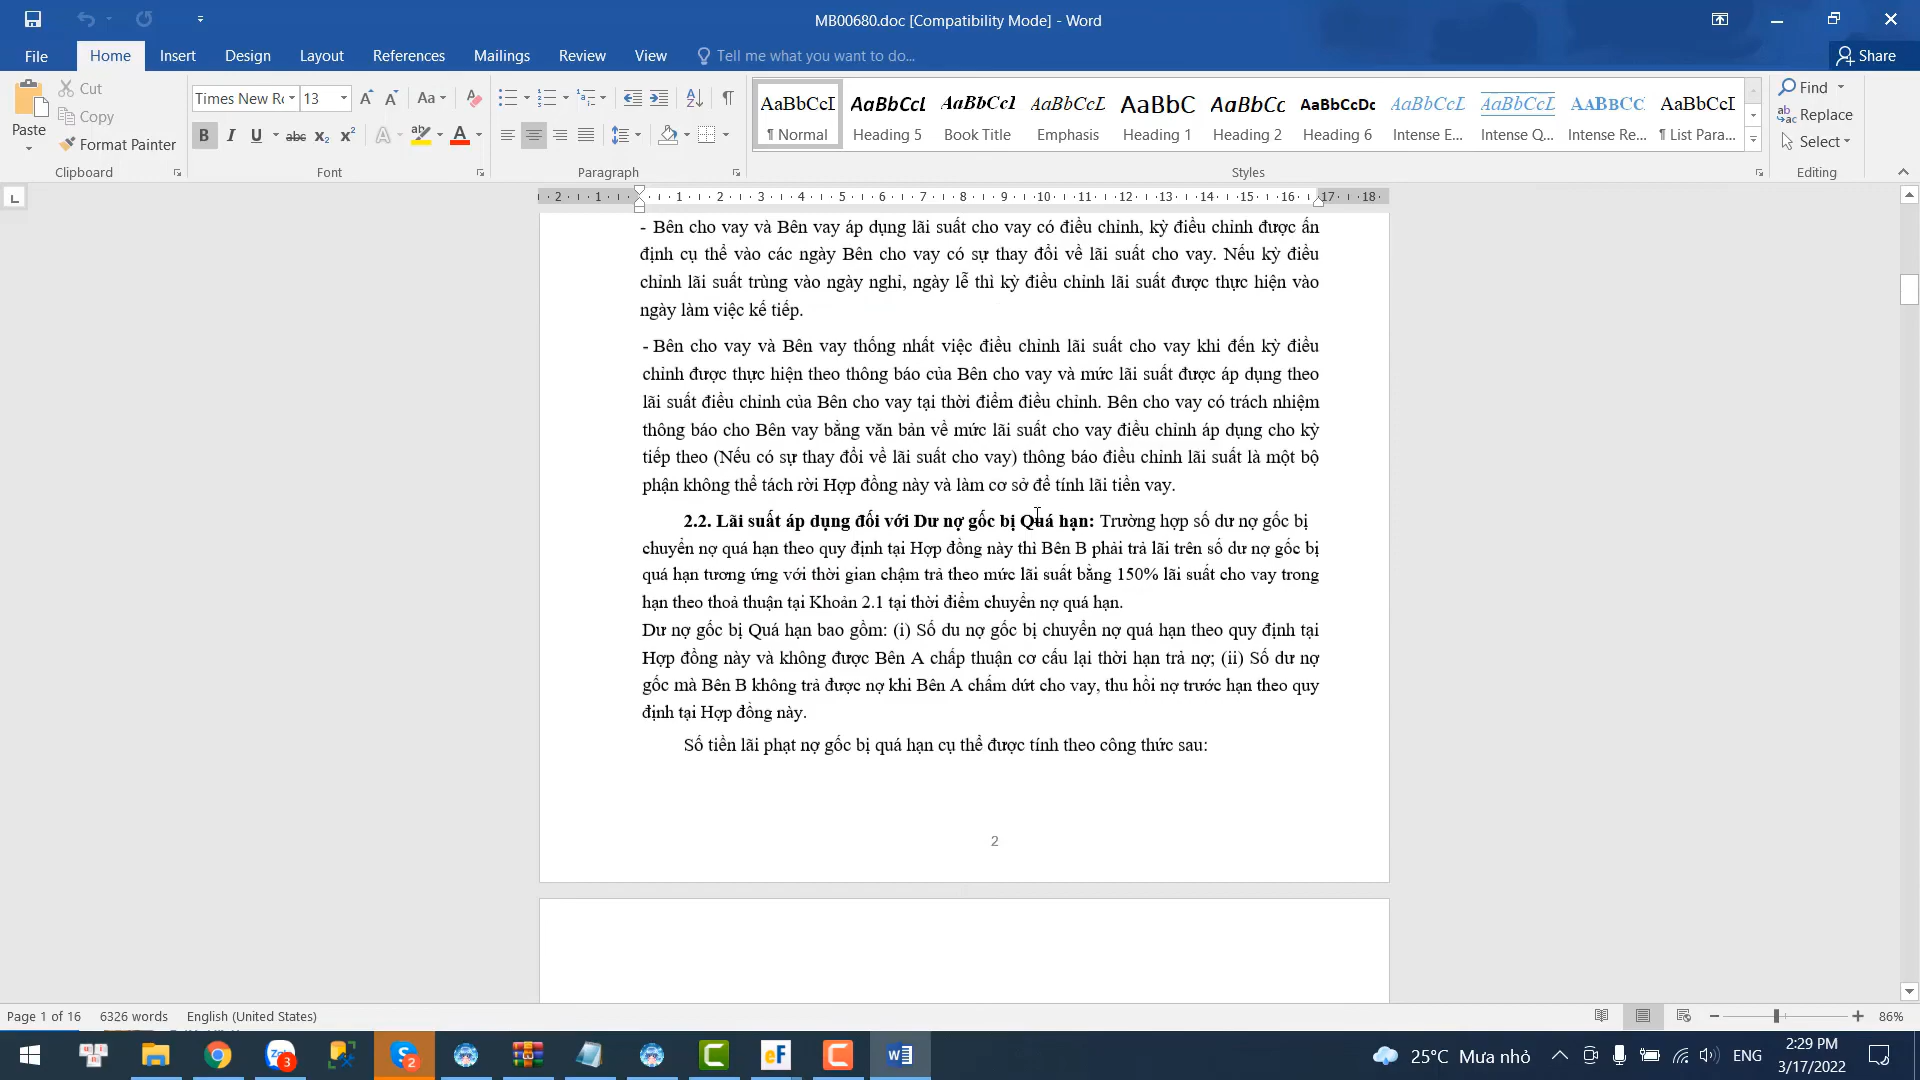 MB00680.doc [Compatibility Mode] - Word
File Home Insert Design Layout References Mailings Review View Tell me what you want to do... Share
Paste
Cut
Copy
Format Painter
Clipboard
Times New Ro 13
Font
Paragraph
AaBbCcI AaBbCcL AaBbCcI AaBbCcL AaBbC AaBbCc AaBbCcDc AaBbCcL AaBbCcL AABBCC AaBbCcI
¶ Normal Heading 5 Book Title Emphasis Heading 1 Heading 2 Heading 6 Intense E... Intense Q... Intense Re... ¶ List Para...
Styles
Find
Replace
Select
Editing
2 1 1 2 3 4 5 6 7 8 9 10 11 12 13 14 15 16 17 18
- Bên cho vay và Bên vay áp dụng lãi suất cho vay có điều chỉnh, kỳ điều chỉnh được ấn
định cụ thể vào các ngày Bên cho vay có sự thay đổi về lãi suất cho vay. Nếu kỳ điều
chỉnh lãi suất trùng vào ngày nghỉ, ngày lễ thì kỳ điều chỉnh lãi suất được thực hiện vào
ngày làm việc kế tiếp.
- Bên cho vay và Bên vay thống nhất việc điều chỉnh lãi suất cho vay khi đến kỳ điều
chỉnh được thực hiện theo thông báo của Bên cho vay và mức lãi suất được áp dụng theo
lãi suất điều chỉnh của Bên cho vay tại thời điểm điều chỉnh. Bên cho vay có trách nhiệm
thông báo cho Bên vay bằng văn bản về mức lãi suất cho vay điều chỉnh áp dụng cho kỳ
tiếp theo (Nếu có sự thay đổi về lãi suất cho vay) thông báo điều chỉnh lãi suất là một bộ
phận không thể tách rời Hợp đồng này và làm cơ sở để tính lãi tiền vay.
2.2. Lãi suất áp dụng đối với Dư nợ gốc bị Quá hạn: Trường hợp số dư nợ gốc bị
chuyển nợ quá hạn theo quy định tại Hợp đồng này thì Bên B phải trả lãi trên số dư nợ gốc bị
quá hạn tương ứng với thời gian chậm trả theo mức lãi suất bằng 150% lãi suất cho vay trong
hạn theo thoả thuận tại Khoản 2.1 tại thời điểm chuyển nợ quá hạn.
Dư nợ gốc bị Quá hạn bao gồm: (i) Số du nợ gốc bị chuyển nợ quá hạn theo quy định tại
Hợp đồng này và không được Bên A chấp thuận cơ cấu lại thời hạn trả nợ; (ii) Số dư nợ
gốc mà Bên B không trả được nợ khi Bên A chấm dứt cho vay, thu hồi nợ trước hạn theo quy
định tại Hợp đồng này.
Số tiền lãi phạt nợ gốc bị quá hạn cụ thể được tính theo công thức sau:
2
Page 1 of 16 6326 words English (United States) 86%
25°C Mưa nhỏ ENG
2:29 PM
3/17/2022